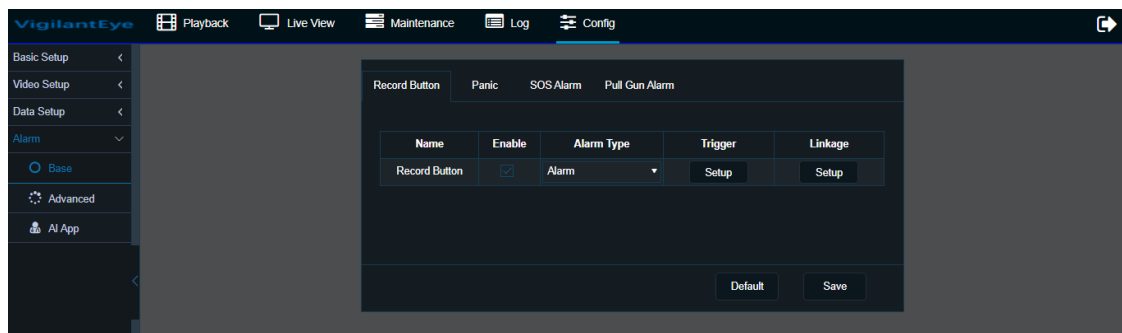 VigilantEye Playback Live View Maintenance Log Config
Basic Setup
Video Setup
Data Setup
Alarm
Base
Advanced
AI App
Record Button Panic SOS Alarm Pull Gun Alarm
Name Enable Alarm Type Trigger Linkage
Record Button Alarm Setup Setup
Default Save